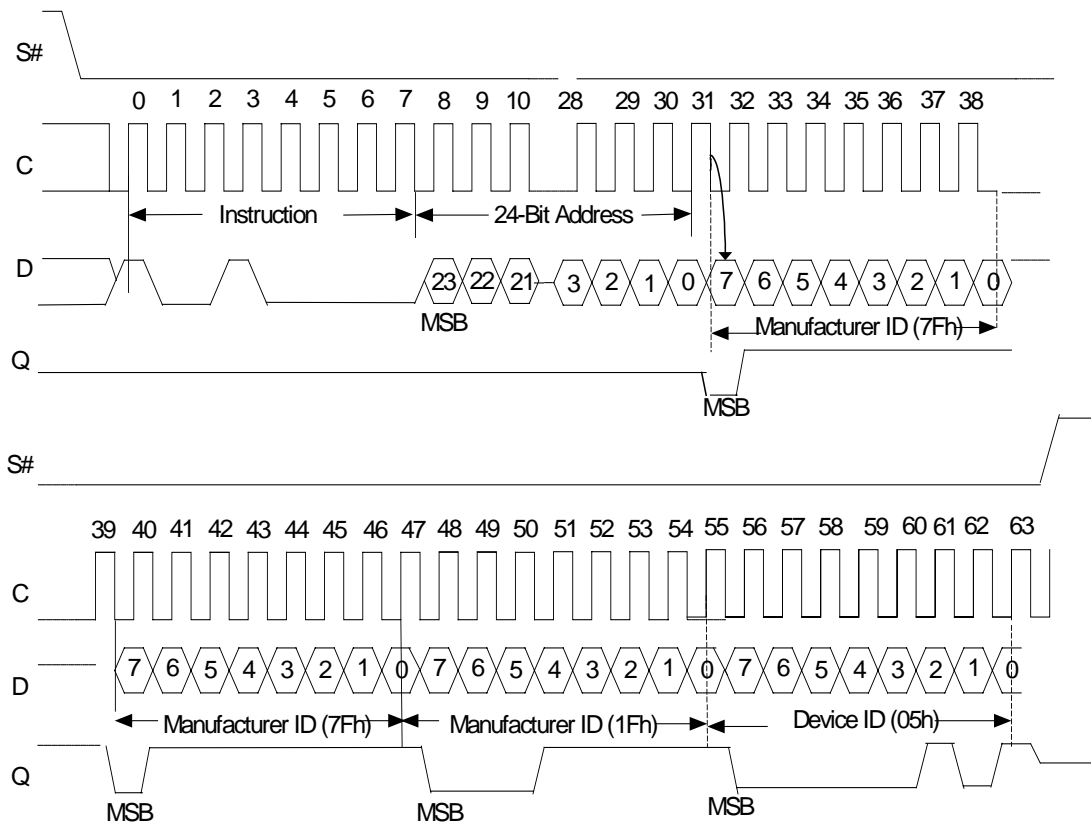 S#
0 1 2 3 4 5 6 7 8 9 10 28 29 30 31 32 33 34 35 36 37 38
C
Instruction 24-Bit Address
D
23 22 21 3 2 1 0 7 6 5 4 3 2 1 0
MSB Manufacturer ID (7Fh)
Q
MSB
S#
39 40 41 42 43 44 45 46 47 48 49 50 51 52 53 54 55 56 57 58 59 60 61 62 63
C
D
7 6 5 4 3 2 1 0 7 6 5 4 3 2 1 0 7 6 5 4 3 2 1 0
Manufacturer ID (7Fh) Manufacturer ID (1Fh) Device ID (05h)
Q
MSB MSB MSB